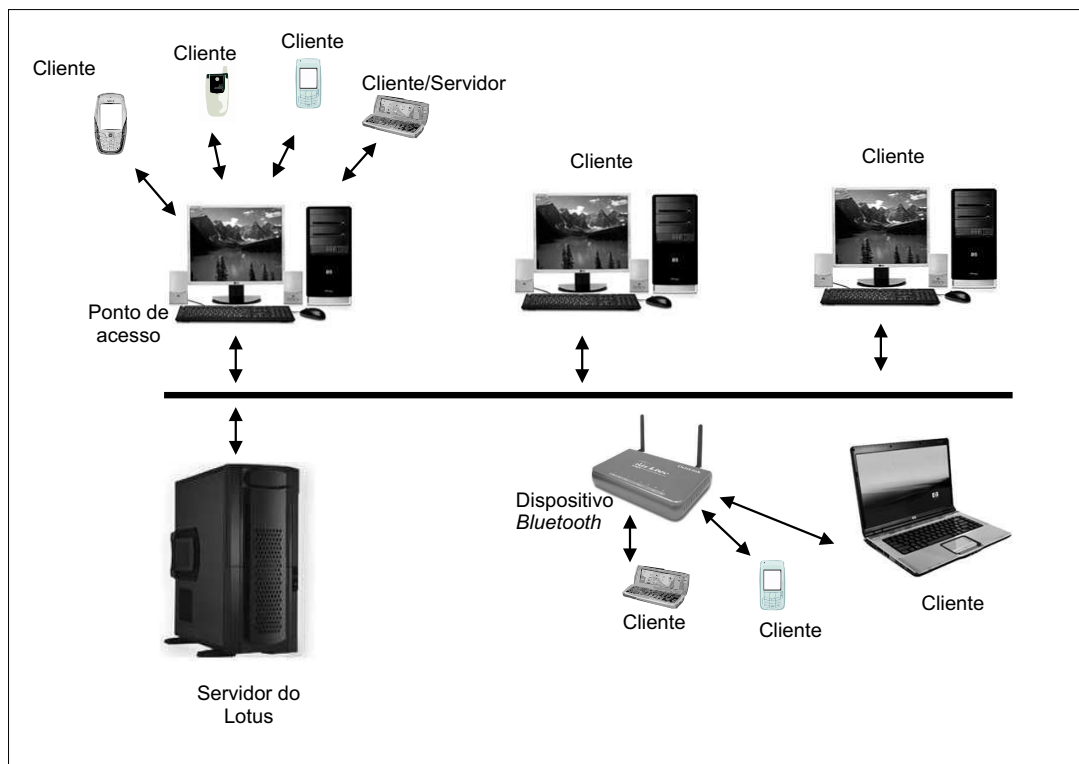 Cliente
Cliente
Cliente
Cliente/Servidor
Cliente
Cliente
Ponto de
acesso
Dispositivo
Bluetooth
Cliente
Cliente
Cliente
Servidor do
Lotus